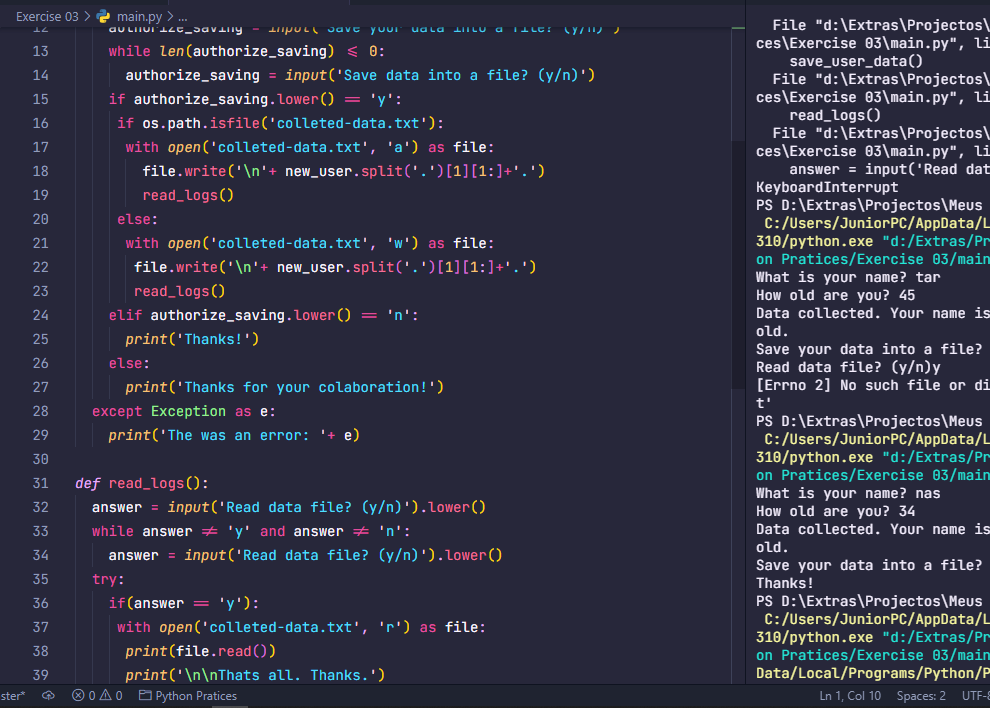 Exercise 03 > main.py > ...
12 authorize_saving = input('Save your data into a file? (y/n)')
13 while len(authorize_saving) <= 0:
14 authorize_saving = input('Save data into a file? (y/n)')
15 if authorize_saving.lower() == 'y':
16 if os.path.isfile('colleted-data.txt'):
17 with open('colleted-data.txt', 'a') as file:
18 file.write('\n'+ new_user.split('.')[1][1:]+'.')
19 read_logs()
20 else:
21 with open('colleted-data.txt', 'w') as file:
22 file.write('\n'+ new_user.split('.')[1][1:]+'.')
23 read_logs()
24 elif authorize_saving.lower() == 'n':
25 print('Thanks!')
26 else:
27 print('Thanks for your colaboration!')
28 except Exception as e:
29 print('The was an error: '+ e)
30
31 def read_logs():
32 answer = input('Read data file? (y/n)').lower()
33 while answer != 'y' and answer != 'n':
34 answer = input('Read data file? (y/n)').lower()
35 try:
36 if(answer == 'y'):
37 with open('colleted-data.txt', 'r') as file:
38 print(file.read())
39 print('\n\nThats all. Thanks.')
File "d:\Extras\Projectos\
ces\Exercise 03\main.py", li
save_user_data()
File "d:\Extras\Projectos\
ces\Exercise 03\main.py", li
read_logs()
File "d:\Extras\Projectos\
ces\Exercise 03\main.py", li
answer = input('Read dat
KeyboardInterrupt
PS D:\Extras\Projectos\Meus
C:/Users/JuniorPC/AppData/L
310/python.exe "d:/Extras/Pr
on Pratices/Exercise 03/main
What is your name? tar
How old are you? 45
Data collected. Your name is
old.
Save your data into a file?
Read data file? (y/n)y
[Errno 2] No such file or di
t'
PS D:\Extras\Projectos\Meus
C:/Users/JuniorPC/AppData/L
310/python.exe "d:/Extras/Pr
on Pratices/Exercise 03/main
What is your name? nas
How old are you? 34
Data collected. Your name is
old.
Save your data into a file?
Thanks!
PS D:\Extras\Projectos\Meus
C:/Users/JuniorPC/AppData/L
310/python.exe "d:/Extras/Pr
on Pratices/Exercise 03/main
Data/Local/Programs/Python/P
ster* 0 0 Python Pratices Ln 1, Col 10 Spaces: 2 UTF-8